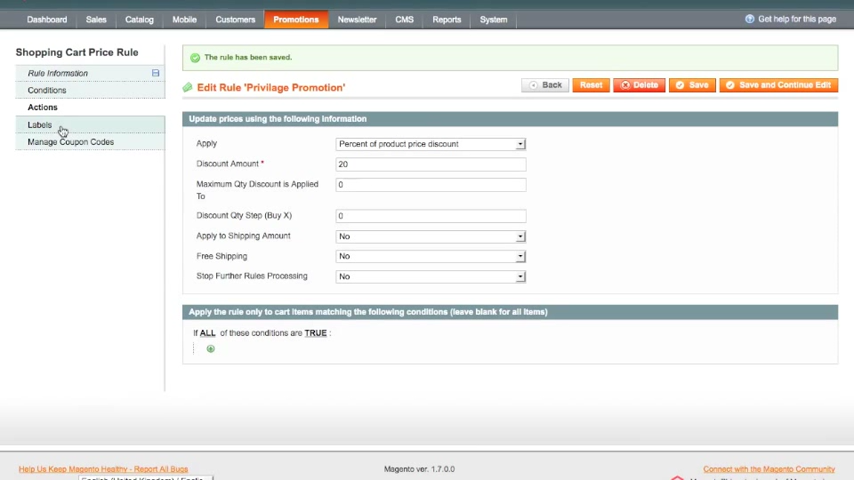 Dashboard Sales Catalog Mobile Customers Promotions Newsletter CMS Reports System Get help for this page
Shopping Cart Price Rule
Rule Information
Conditions
Actions
Labels
Manage Coupon Codes
The rule has been saved.
Edit Rule 'Privilage Promotion' Back Reset Delete Save Save and Continue Edit
Update prices using the following information
Apply Percent of product price discount
Discount Amount * 20
Maximum Qty Discount is Applied To 0
Discount Qty Step (Buy X) 0
Apply to Shipping Amount No
Free Shipping No
Stop Further Rules Processing No
Apply the rule only to cart items matching the following conditions (leave blank for all items)
If ALL of these conditions are TRUE :
Help Us Keep Magento Healthy - Report All Bugs Magento ver. 1.7.0.0 Connect with the Magento Community
English (United Kingdom) /